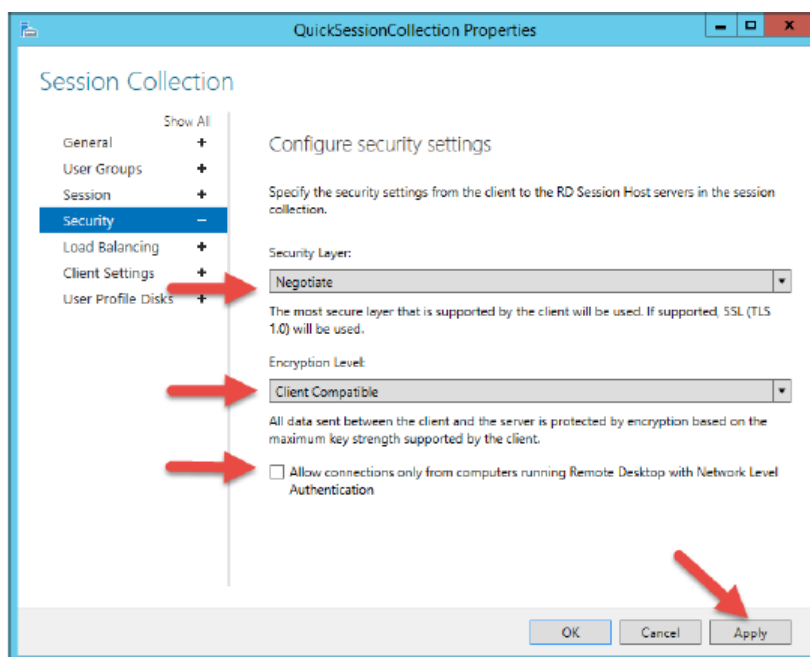 QuickSessionCollection Properties
Session Collection
Show All
General +
User Groups +
Session +
Security −
Load Balancing +
Client Settings +
User Profile Disks +
Configure security settings
Specify the security settings from the client to the RD Session Host servers in the session
collection.
Security Layer:
Negotiate
The most secure layer that is supported by the client will be used. If supported, SSL (TLS
1.0) will be used.
Encryption Level:
Client Compatible
All data sent between the client and the server is protected by encryption based on the
maximum key strength supported by the client.
Allow connections only from computers running Remote Desktop with Network Level
Authentication
OK Cancel Apply